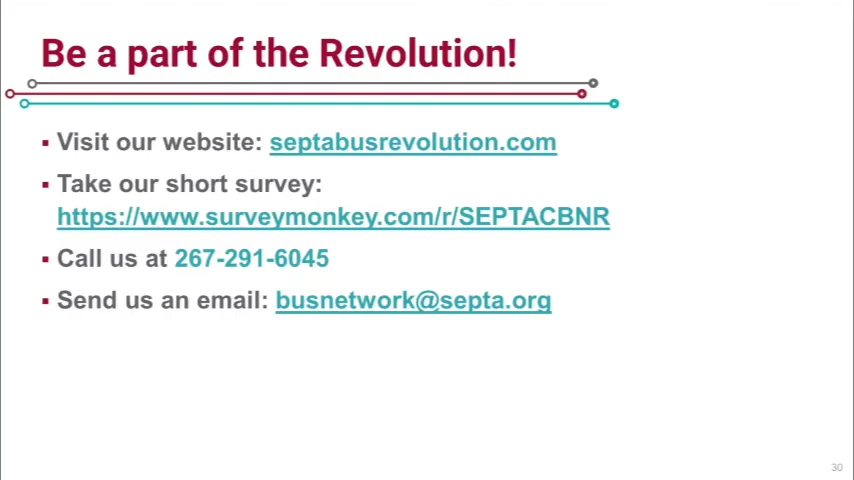 Be a part of the Revolution!
▪ Visit our website: septabusrevolution.com
▪ Take our short survey:
https://www.surveymonkey.com/r/SEPTACBNR
▪ Call us at 267-291-6045
▪ Send us an email: busnetwork@septa.org
30